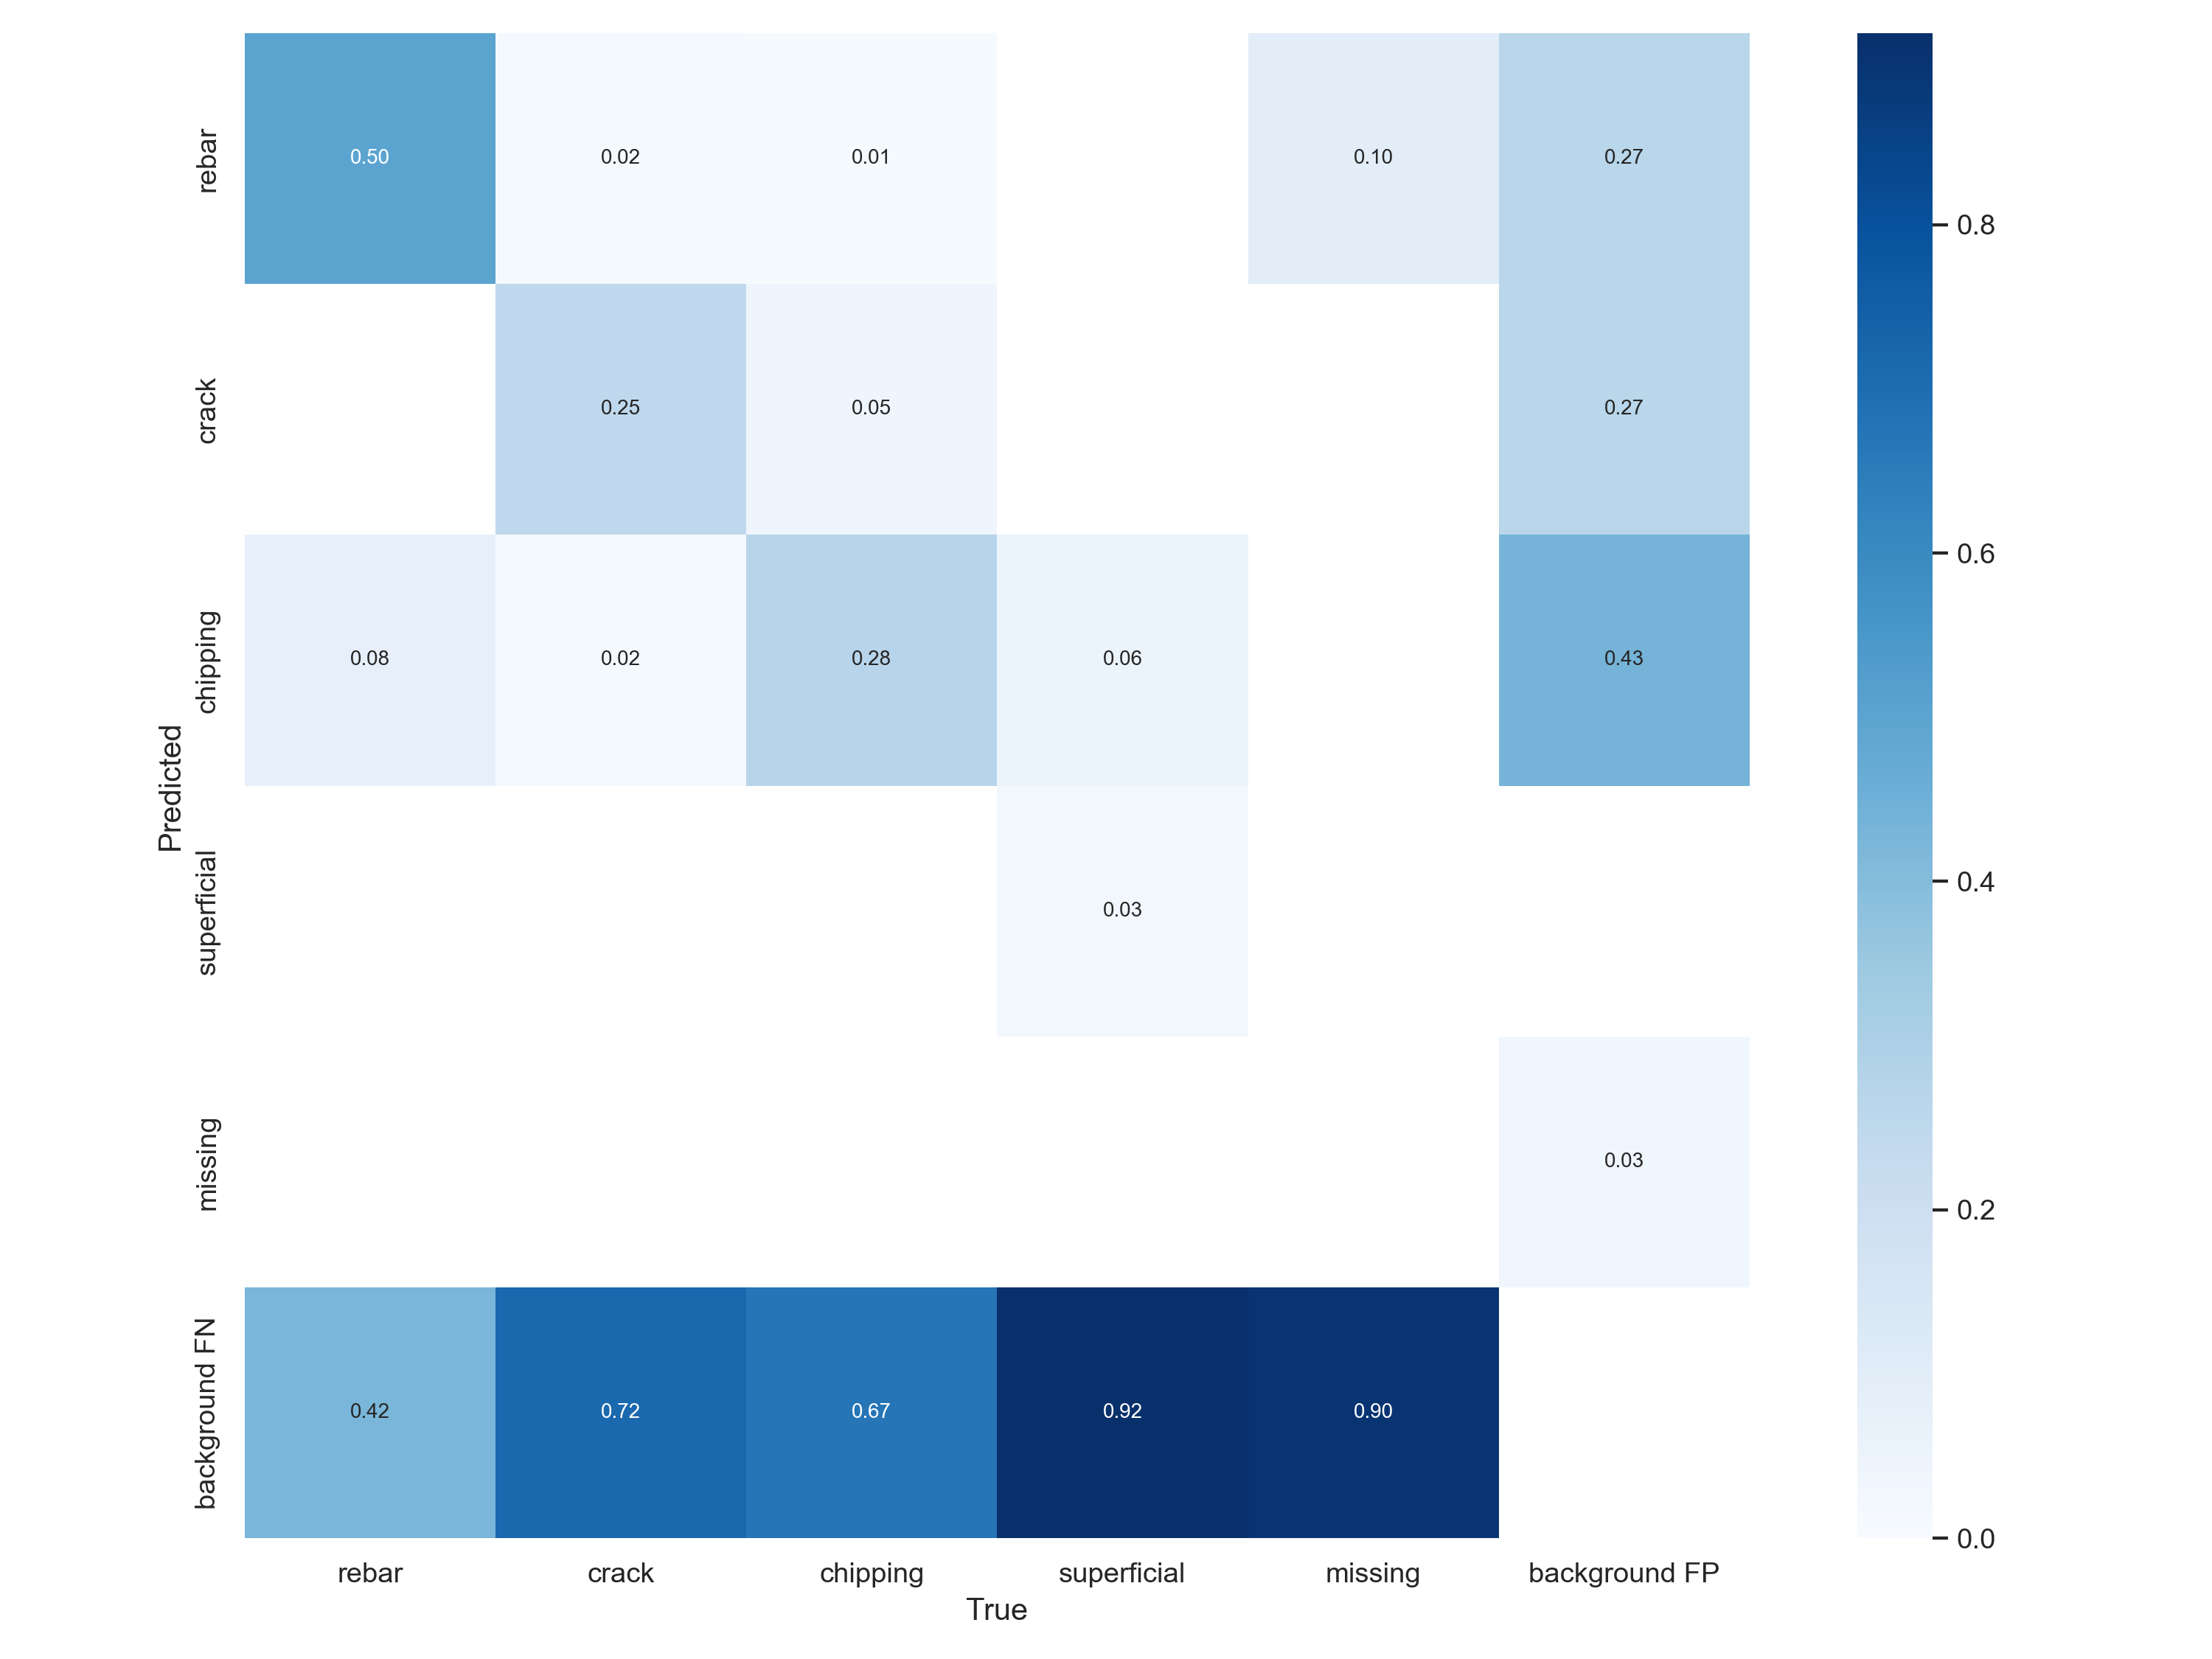 rebar 0.50 0.02 0.01 0.10 0.27
crack 0.25 0.05 0.27
chipping 0.08 0.02 0.28 0.06 0.43
superficial 0.03
missing 0.03
background FN 0.42 0.72 0.67 0.92 0.90
Predicted
rebar crack chipping superficial missing background FP
True
0.8
0.6
0.4
0.2
0.0